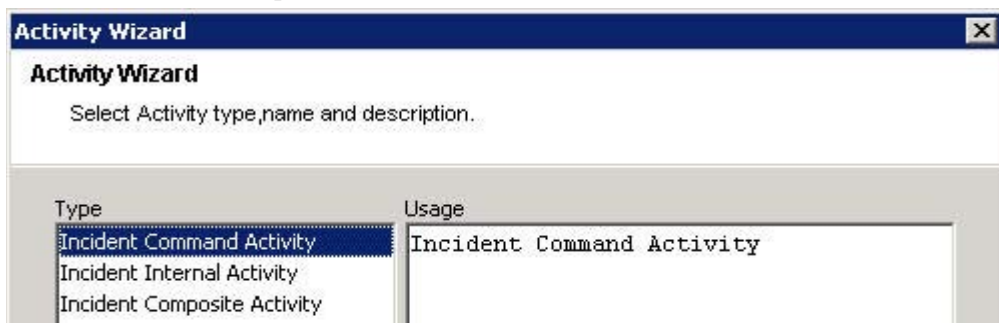 Activity Wizard
Activity Wizard
Select Activity type,name and description.
Type
Usage
Incident Command Activity
Incident Command Activity
Incident Internal Activity
Incident Composite Activity